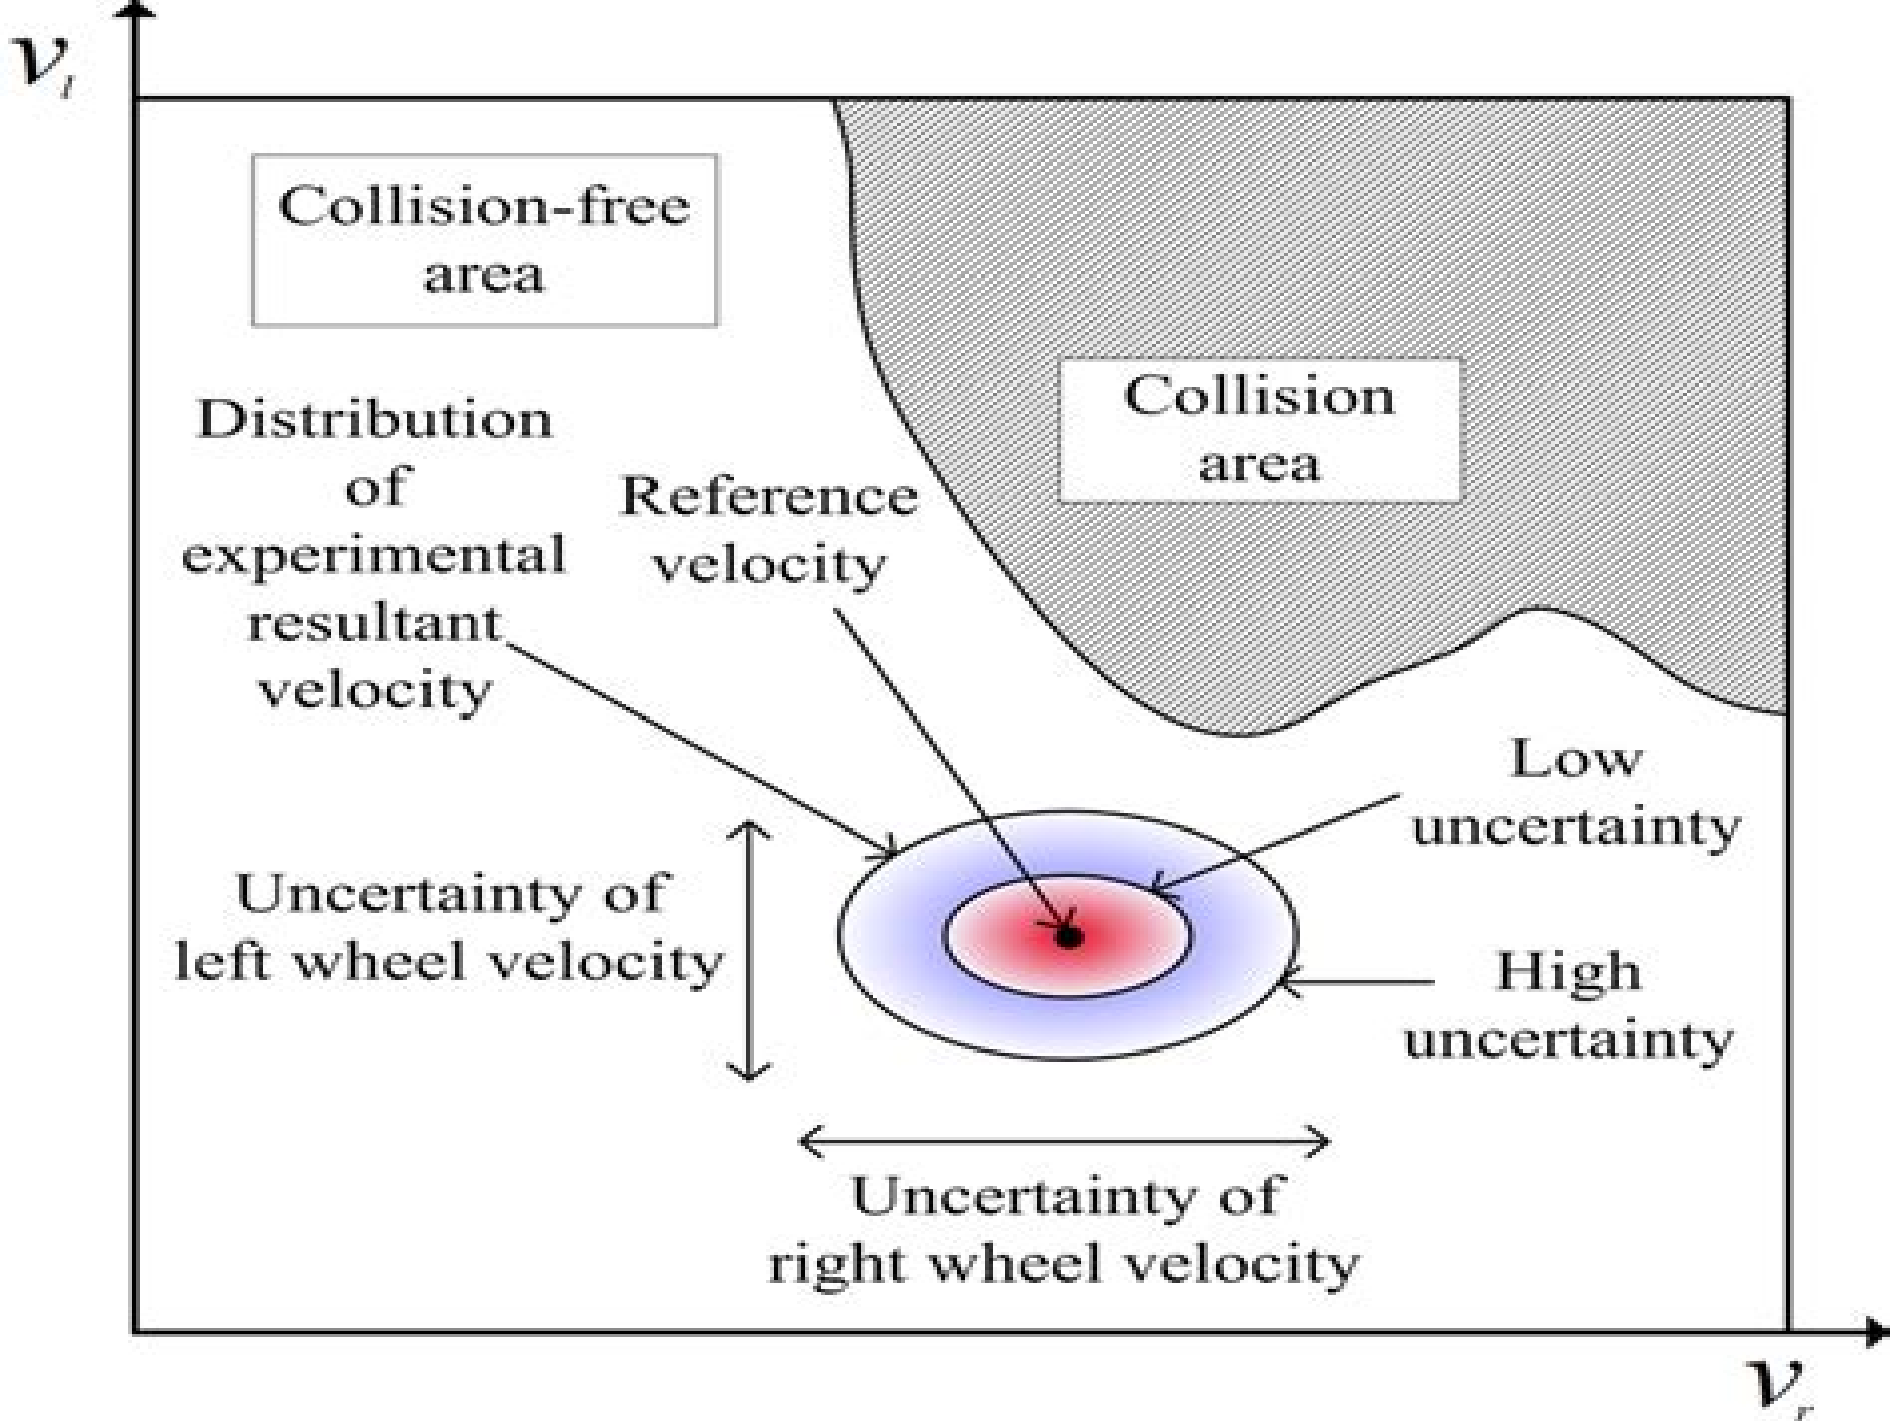 v_l
Collision-free
area
Collision
area
Distribution
of
experimental
resultant
velocity
Reference
velocity
Low
uncertainty
Uncertainty of
left wheel velocity
High
uncertainty
Uncertainty of
right wheel velocity
v_r